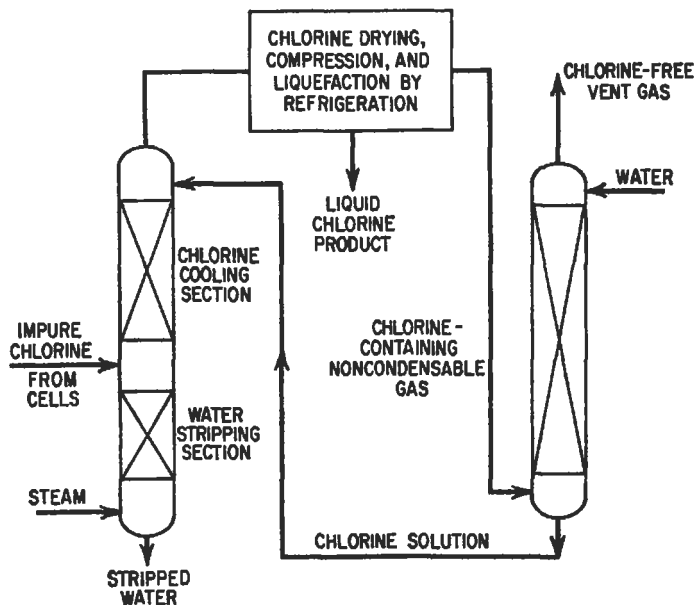 CHLORINE DRYING,
COMPRESSION, AND
LIQUEFACTION BY
REFRIGERATION
CHLORINE-FREE
VENT GAS
WATER
LIQUID
CHLORINE
PRODUCT
CHLORINE
COOLING
SECTION
IMPURE
CHLORINE
FROM
CELLS
CHLORINE-
CONTAINING
NONCONDENSABLE
GAS
WATER
STRIPPING
SECTION
STEAM
CHLORINE SOLUTION
STRIPPED
WATER